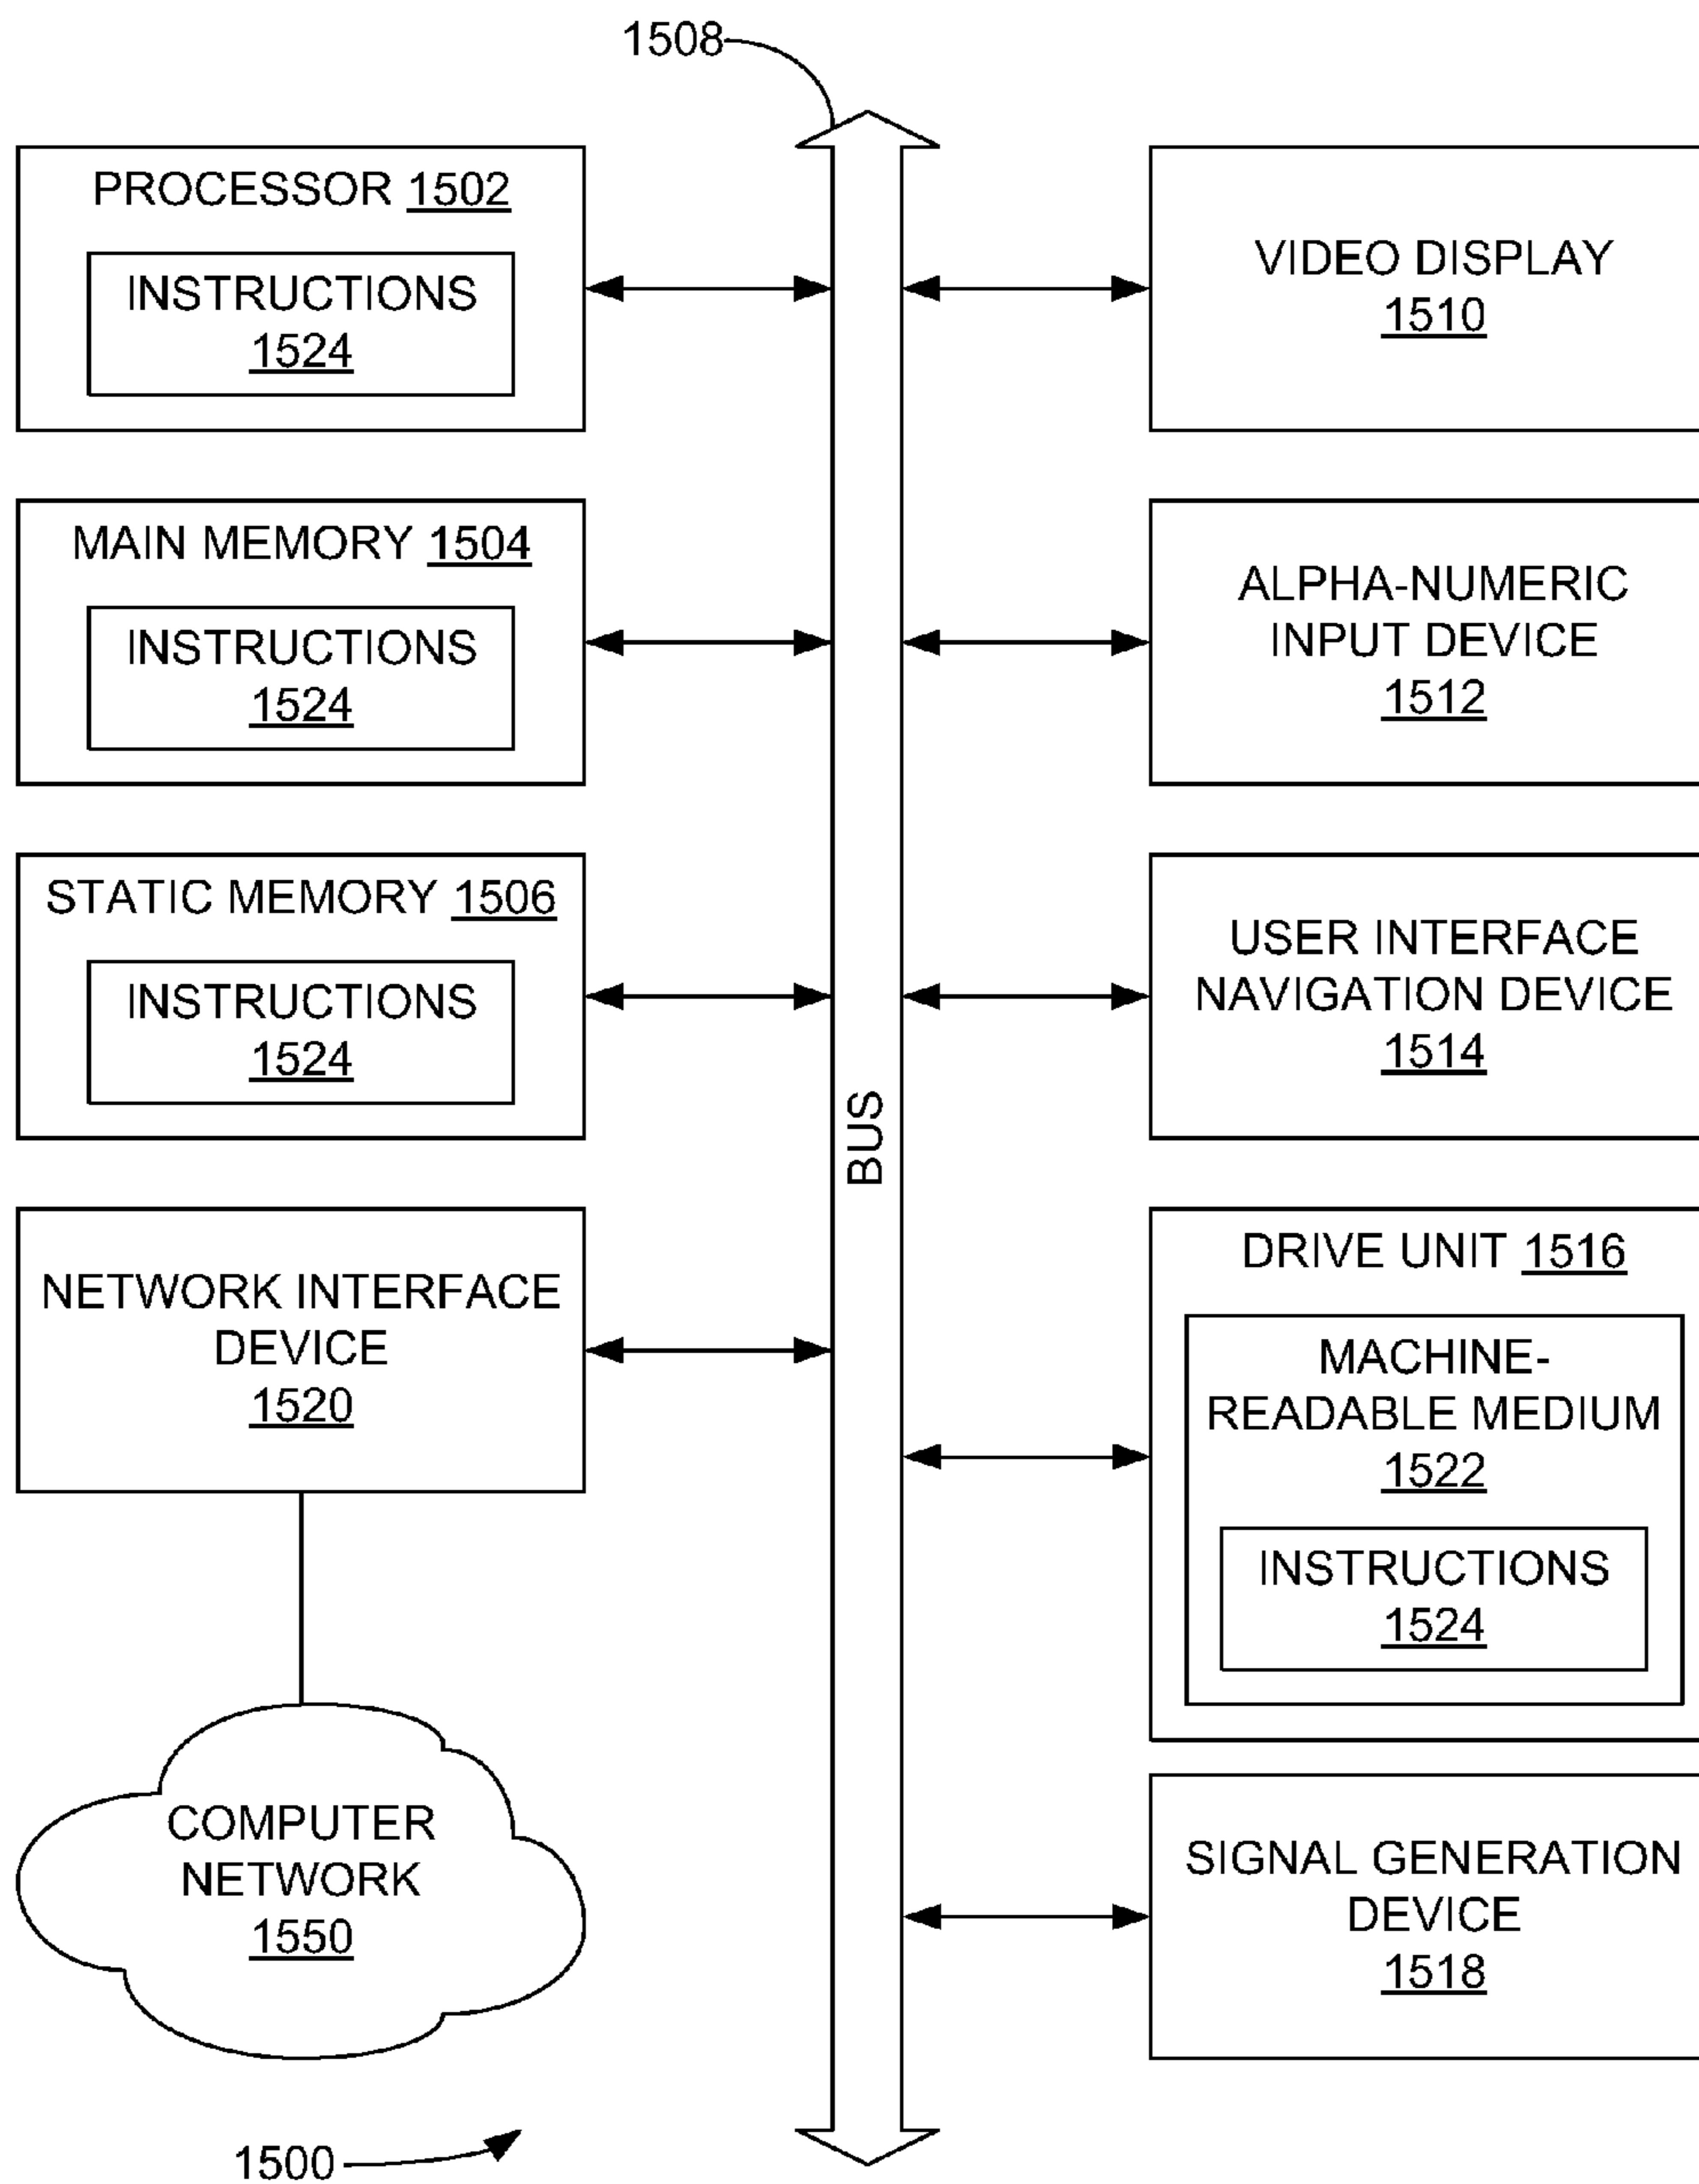 1508
PROCESSOR 1502
INSTRUCTIONS
1524
MAIN MEMORY 1504
INSTRUCTIONS
1524
STATIC MEMORY 1506
INSTRUCTIONS
1524
NETWORK INTERFACE
DEVICE
1520
COMPUTER
NETWORK
1550
1500
BUS
VIDEO DISPLAY
1510
ALPHA-NUMERIC
INPUT DEVICE
1512
USER INTERFACE
NAVIGATION DEVICE
1514
DRIVE UNIT 1516
MACHINE-
READABLE MEDIUM
1522
INSTRUCTIONS
1524
SIGNAL GENERATION
DEVICE
1518